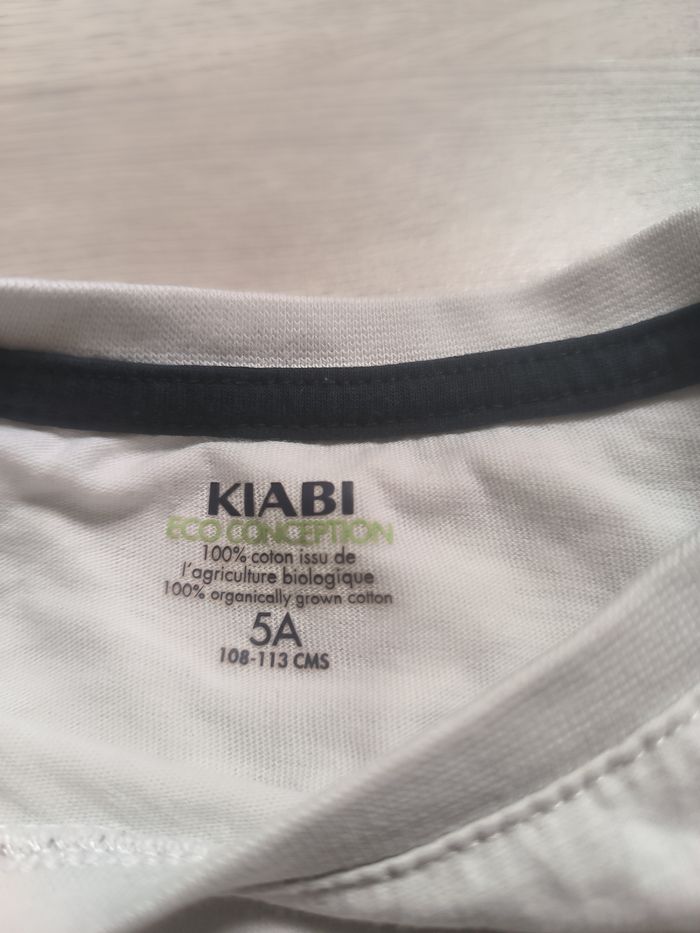 KIABI
ECO CONCEPTION
100% coton issu de
l'agriculture biologique
100% organically grown cotton
5A
108-113 CMS